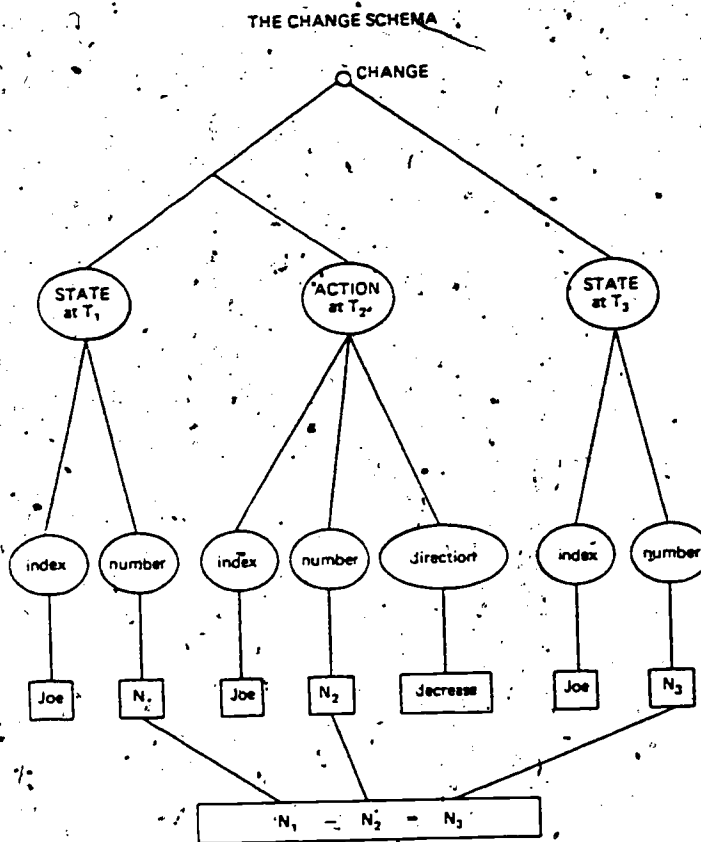 THE CHANGE SCHEMA
CHANGE
STATE
at T₁
ACTION
at T₂
STATE
at T₃
index
number
index
number
direction
index
number
Joe
N₁
Joe
N₂
decrease
Joe
N₃
N₁ – N₂ = N₃